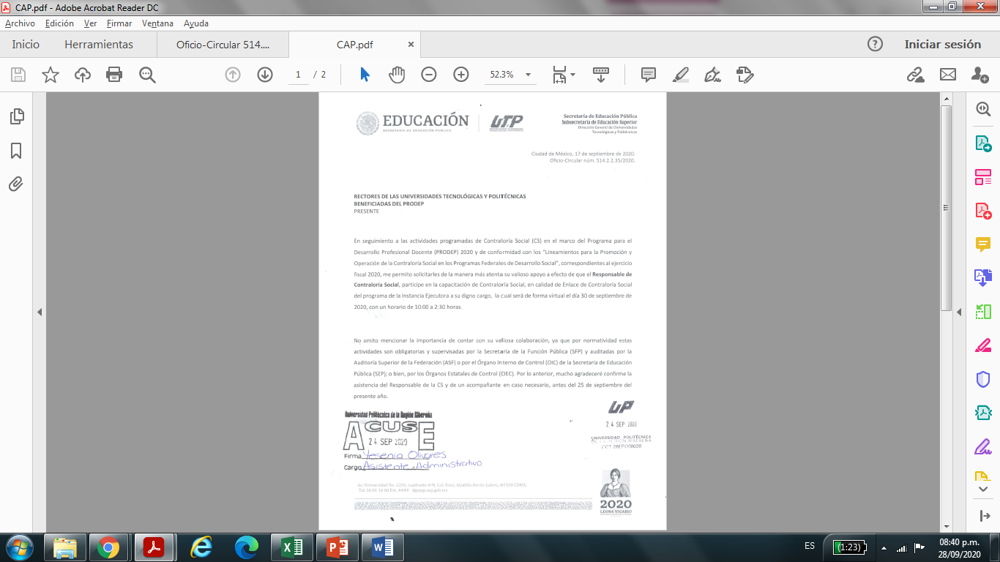 CAP.pdf - Adobe Acrobat Reader DC
Archivo Edición Ver Firmar Ventana Ayuda
Inicio Herramientas Oficio-Circular 514.... CAP.pdf × Iniciar sesión
1 / 2 52.3%
EDUCACIÓN
SECRETARÍA DE EDUCACIÓN PÚBLICA
UTP
Secretaría de Educación Pública
Subsecretaría de Educación Superior
Dirección General de Universidades
Tecnológicas y Politécnicas
Ciudad de México, 17 de septiembre de 2020.
Oficio-Circular núm. 514.2.2.35/2020.
RECTORES DE LAS UNIVERSIDADES TECNOLÓGICAS Y POLITÉCNICAS
BENEFICIADAS DEL PRODEP
PRESENTE
En seguimiento a las actividades programadas de Contraloría Social (CS) en el marco del Programa para el
Desarrollo Profesional Docente (PRODEP) 2020 y de conformidad con los "Lineamientos para la Promoción y
Operación de la Contraloría Social en los Programas Federales de Desarrollo Social", correspondientes al ejercicio
fiscal 2020, me permito solicitarles de la manera más atenta su valioso apoyo a efecto de que el Responsable de
Contraloría Social, participe en la capacitación de Contraloría Social, en calidad de Enlace de Contraloría Social
del programa de la Instancia Ejecutora a su digno cargo, la cual será de forma virtual el día 30 de septiembre de
2020, con un horario de 10:00 a 2:30 horas.
No omito mencionar la importancia de contar con su valiosa colaboración, ya que por normatividad estas
actividades son obligatorias y supervisadas por la Secretaría de la Función Pública (SFP) y auditadas por la
Auditoría Superior de la Federación (ASF) o por el Órgano Interno de Control (OIC) de la Secretaría de Educación
Pública (SEP); o bien, por los Órganos Estatales de Control (OEC). Por lo anterior, mucho agradeceré confirme la
asistencia del Responsable de la CS y de un acompañante en caso necesario, antes del 25 de septiembre del
presente año.
Universidad Politécnica de la Región Ribereña
ACUSE
24 SEP 2020
Firma Yesenia Olivares
Cargo Asistente Administrativo
UP
24 SEP 2020
UNIVERSIDAD POLITÉCNICA
DE LA REGIÓN RIBEREÑA
Av. Universidad No. 1200, Col. Xoco, Alcaldía Benito Juárez, CDMX.
2020
LEONA VICARIO
ES (1:23) 08:40 p.m.
28/09/2020